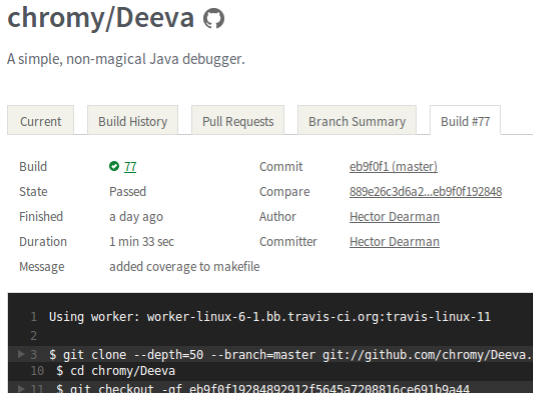 chromy/Deeva
A simple, non-magical Java debugger.
Current Build History Pull Requests Branch Summary Build #77
Build 77 Commit eb9f0f1 (master)
State Passed Compare 889e26c3d6a2...eb9f0f192848
Finished a day ago Author Hector Dearman
Duration 1 min 33 sec Committer Hector Dearman
Message added coverage to makefile
1 Using worker: worker-linux-6-1.bb.travis-ci.org:travis-linux-11
2
3 $ git clone --depth=50 --branch=master git://github.com/chromy/Deeva.
10 $ cd chromy/Deeva
11 $ git checkout -qf eb9f0f19284892912f5645a7208816ce691b9a44